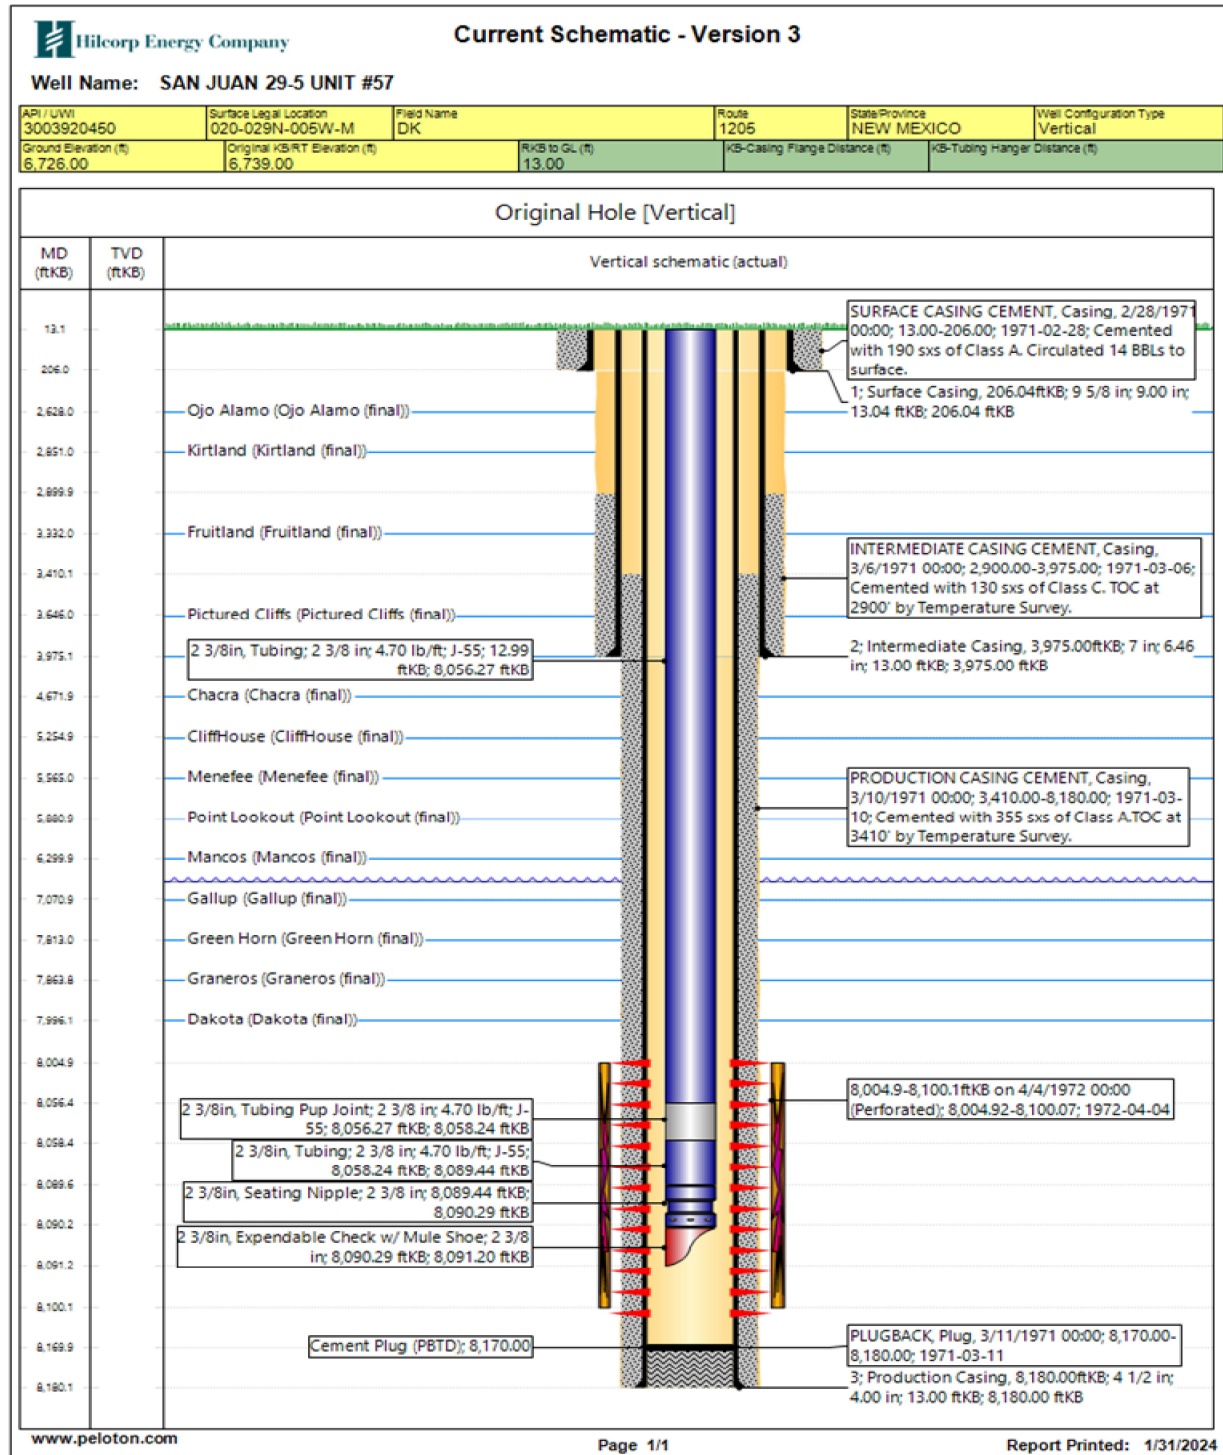 Hilcorp Energy Company
Current Schematic - Version 3
Well Name: SAN JUAN 29-5 UNIT #57
API / UWI
3003920450
Surface Legal Location
020-029N-005W-M
Field Name
DK
Route
1205
State/Province
NEW MEXICO
Well Configuration Type
Vertical
Ground Elevation (ft)
6,726.00
Original KB/RT Elevation (ft)
6,739.00
RKB to GL (ft)
13.00
KB-Casing Flange Distance (ft)
KB-Tubing Hanger Distance (ft)
Original Hole [Vertical]
MD
(ftKB)
TVD
(ftKB)
Vertical schematic (actual)
13.1
206.0
2,628.0
2,851.0
2,899.9
3,332.0
3,410.1
3,646.0
3,975.1
4,671.9
5,254.9
5,565.0
5,880.9
6,299.9
7,070.9
7,813.0
7,863.8
7,996.1
8,004.9
8,056.4
8,058.4
8,089.6
8,090.2
8,091.2
8,100.1
8,169.9
8,180.1
Ojo Alamo (Ojo Alamo (final))
Kirtland (Kirtland (final))
Fruitland (Fruitland (final))
Pictured Cliffs (Pictured Cliffs (final))
2 3/8in, Tubing; 2 3/8 in; 4.70 lb/ft; J-55; 12.99
ftKB; 8,056.27 ftKB
Chacra (Chacra (final))
CliffHouse (CliffHouse (final))
Menefee (Menefee (final))
Point Lookout (Point Lookout (final))
Mancos (Mancos (final))
Gallup (Gallup (final))
Green Horn (Green Horn (final))
Graneros (Graneros (final))
Dakota (Dakota (final))
2 3/8in, Tubing Pup Joint; 2 3/8 in; 4.70 lb/ft; J-
55; 8,056.27 ftKB; 8,058.24 ftKB
2 3/8in, Tubing; 2 3/8 in; 4.70 lb/ft; J-55;
8,058.24 ftKB; 8,089.44 ftKB
2 3/8in, Seating Nipple; 2 3/8 in; 8,089.44 ftKB;
8,090.29 ftKB
2 3/8in, Expendable Check w/ Mule Shoe; 2 3/8
in; 8,090.29 ftKB; 8,091.20 ftKB
Cement Plug (PBTD); 8,170.00
SURFACE CASING CEMENT, Casing, 2/28/1971
00:00; 13.00-206.00; 1971-02-28; Cemented
with 190 sxs of Class A. Circulated 14 BBLs to
surface.
1; Surface Casing, 206.04ftKB; 9 5/8 in; 9.00 in;
13.04 ftKB; 206.04 ftKB
INTERMEDIATE CASING CEMENT, Casing,
3/6/1971 00:00; 2,900.00-3,975.00; 1971-03-06;
Cemented with 130 sxs of Class C. TOC at
2900' by Temperature Survey.
2; Intermediate Casing, 3,975.00ftKB; 7 in; 6.46
in; 13.00 ftKB; 3,975.00 ftKB
PRODUCTION CASING CEMENT, Casing,
3/10/1971 00:00; 3,410.00-8,180.00; 1971-03-
10; Cemented with 355 sxs of Class A.TOC at
3410' by Temperature Survey.
8,004.9-8,100.1ftKB on 4/4/1972 00:00
(Perforated); 8,004.92-8,100.07; 1972-04-04
PLUGBACK, Plug, 3/11/1971 00:00; 8,170.00-
8,180.00; 1971-03-11
3; Production Casing, 8,180.00ftKB; 4 1/2 in;
4.00 in; 13.00 ftKB; 8,180.00 ftKB
www.peloton.com
Page 1/1
Report Printed: 1/31/2024